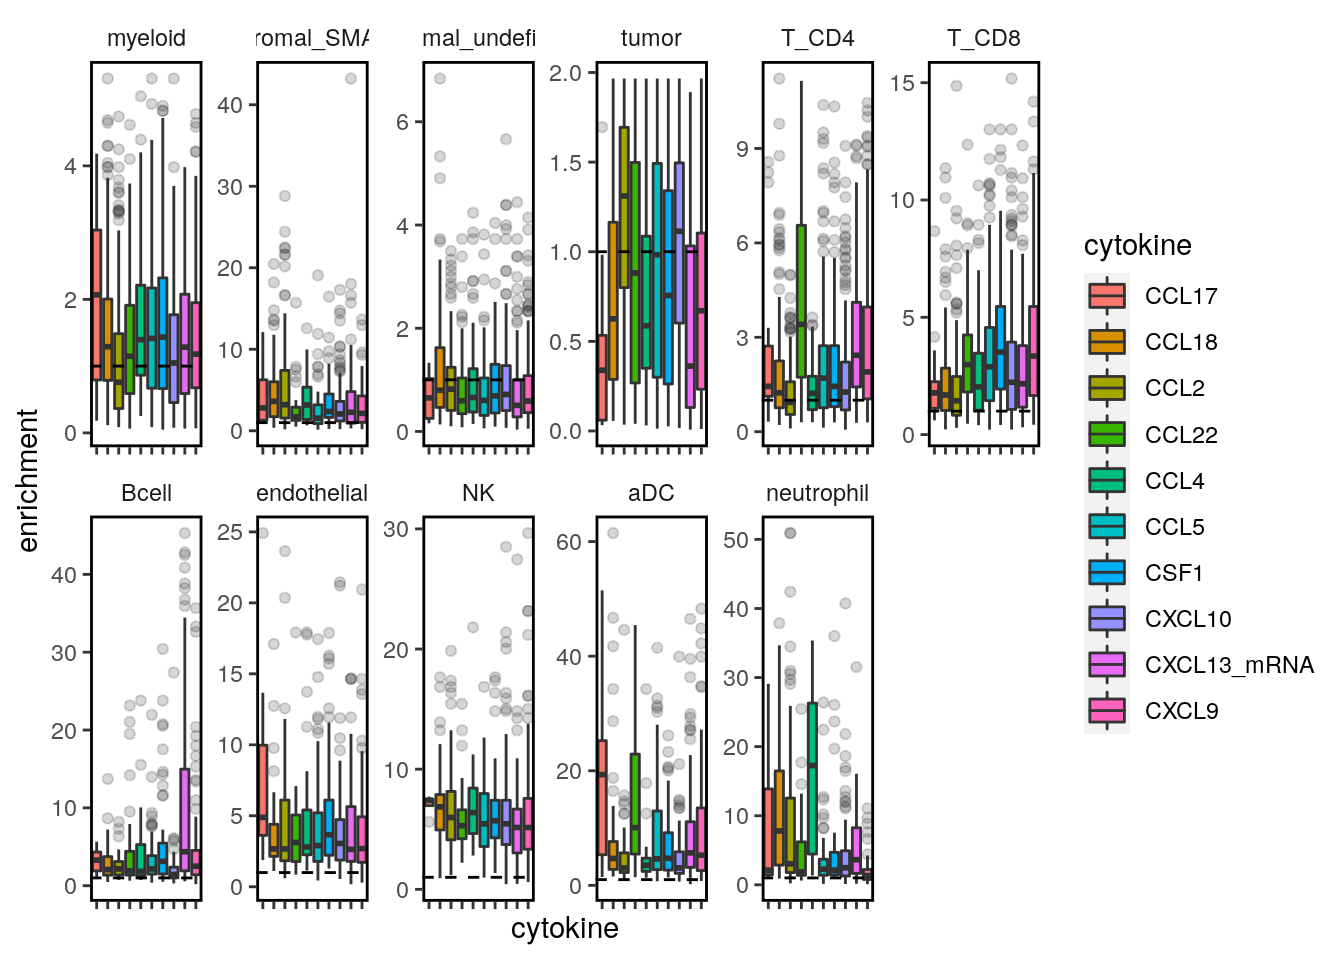 myeloid
romal_SMA
mal_undefi
tumor
T_CD4
T_CD8
4
2
0
40
30
20
10
0
6
4
2
0
2.0
1.5
1.0
0.5
0.0
9
6
3
0
15
10
5
0
enrichment
Bcell
endothelial
NK
aDC
neutrophil
40
30
20
10
0
25
20
15
10
5
0
30
20
10
0
60
40
20
0
50
40
30
20
10
0
cytokine
cytokine
CCL17
CCL18
CCL2
CCL22
CCL4
CCL5
CSF1
CXCL10
CXCL13_mRNA
CXCL9